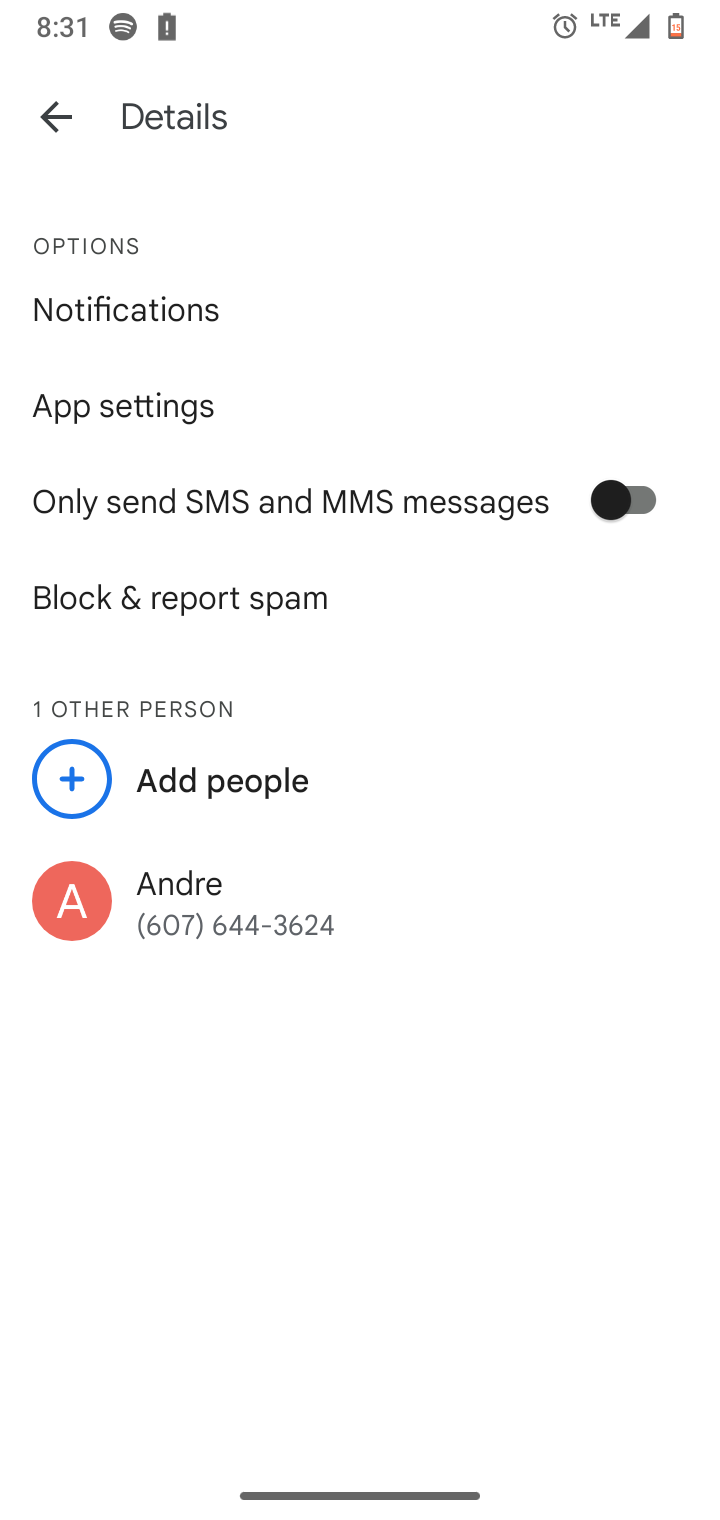 8:31 LTE 15
Details
OPTIONS
Notifications
App settings
Only send SMS and MMS messages
Block & report spam
1 OTHER PERSON
Add people
A Andre
(607) 644-3624